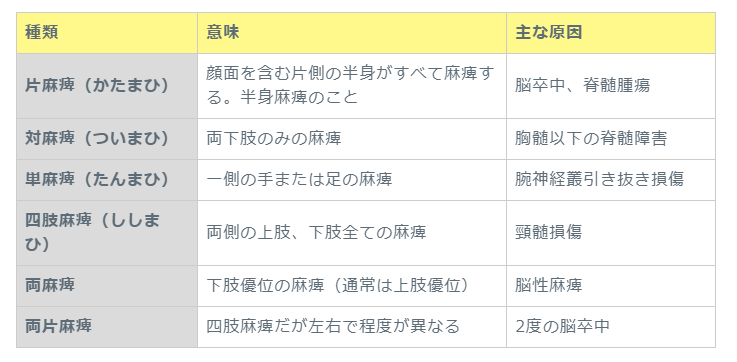 種類 意味 主な原因
片麻痺（かたまひ） 顔面を含む片側の半身がすべて麻痺す
る。半身麻痺のこと 脳卒中、脊髄腫瘍
対麻痺（ついまひ） 両下肢のみの麻痺 胸髄以下の脊髄障害
単麻痺（たんまひ） 一側の手または足の麻痺 腕神経叢引き抜き損傷
四肢麻痺（ししま
ひ） 両側の上肢、下肢全ての麻痺 頸髄損傷
両麻痺 下肢優位の麻痺（通常は上肢優位） 脳性麻痺
両片麻痺 四肢麻痺だが左右で程度が異なる 2度の脳卒中